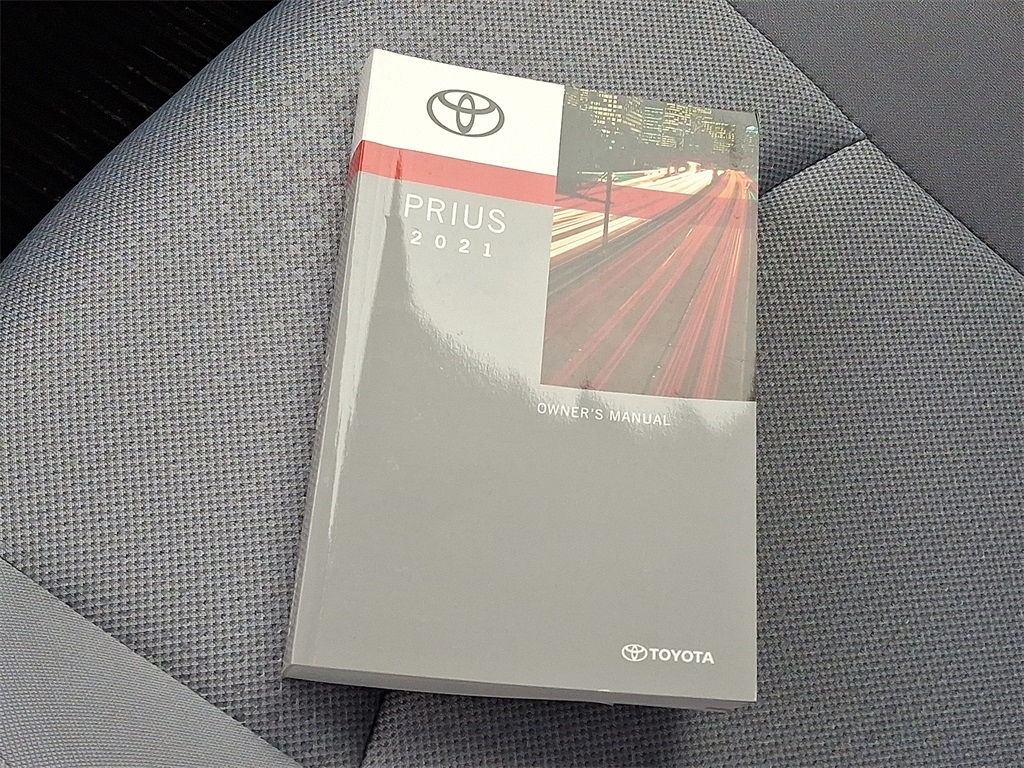 PRIUS
2021
OWNER'S MANUAL
TOYOTA